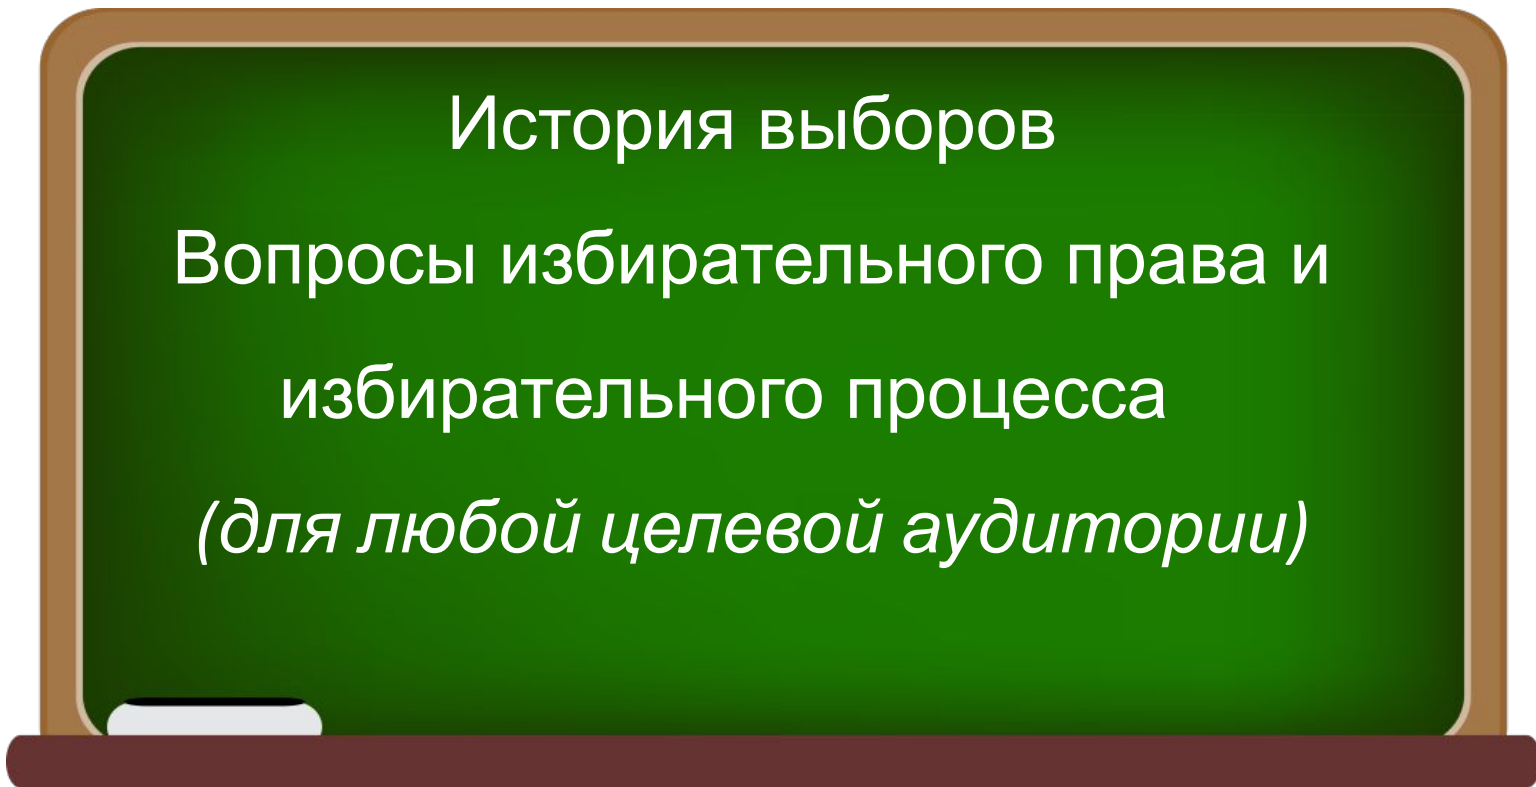 История выборов
Вопросы избирательного права и
избирательного процесса
(для любой целевой аудитории)